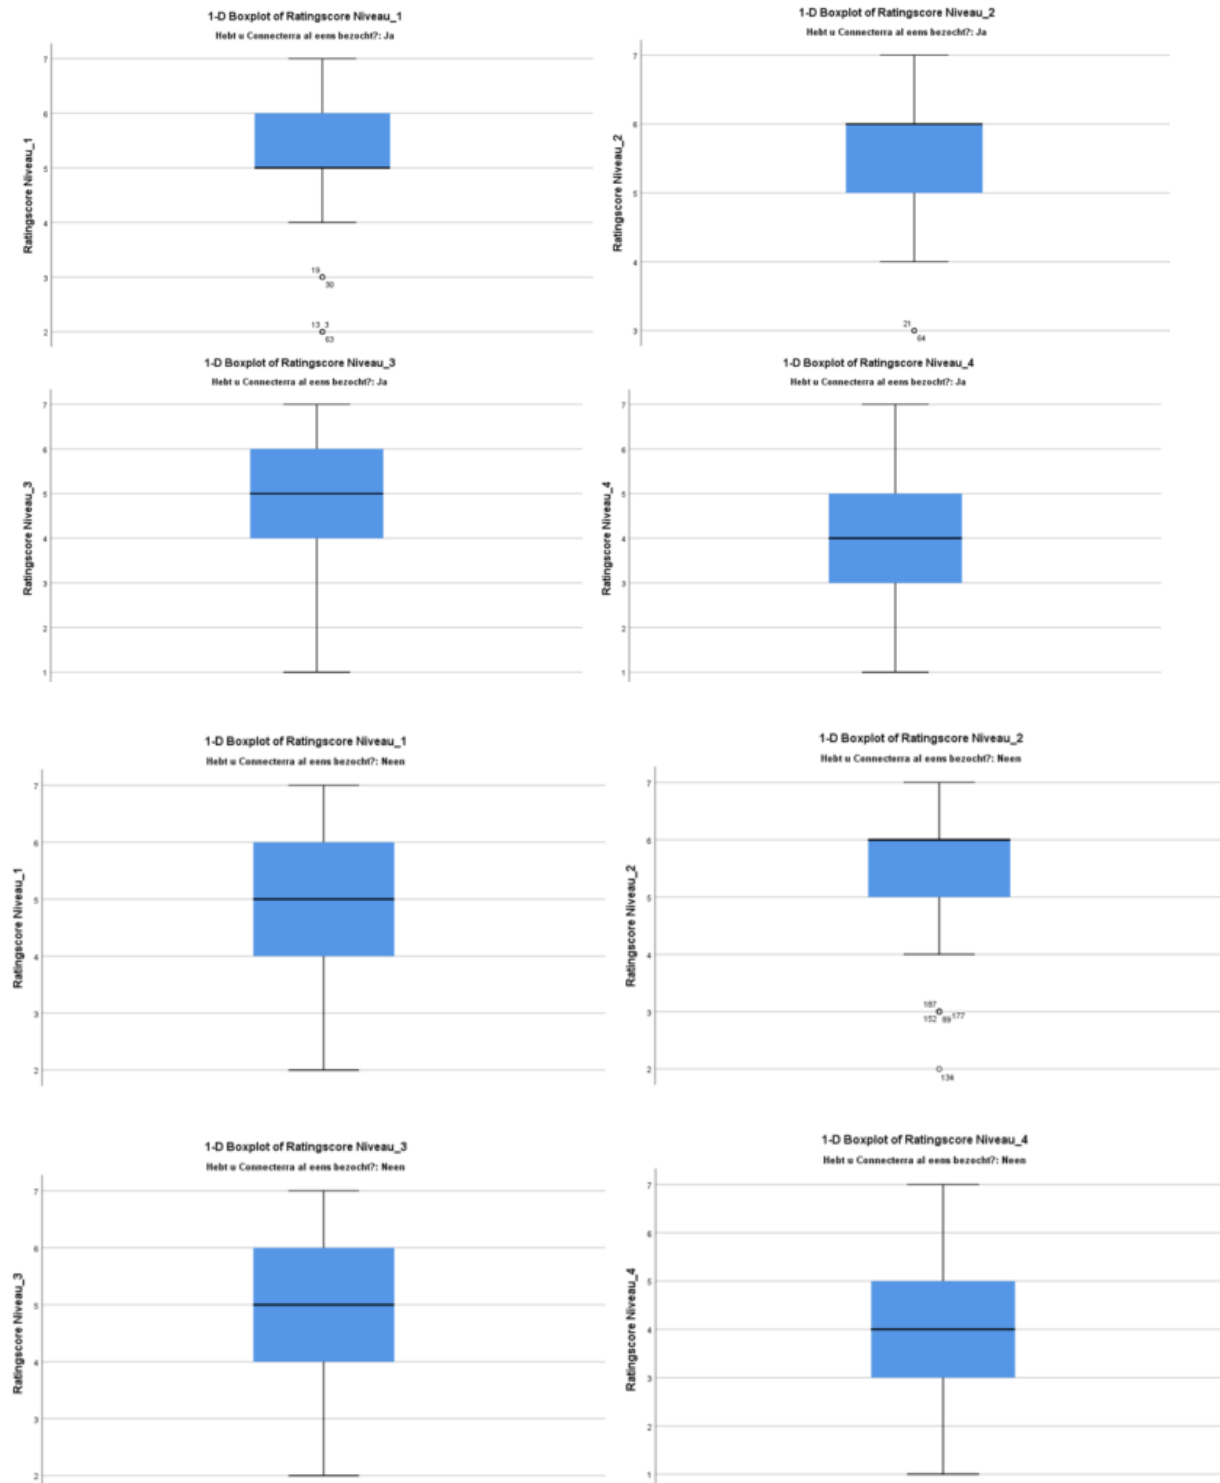 1-D Boxplot of Ratingscore Niveau_1
Hebt u Connecterra al eens bezocht?: Ja
Ratingscore Niveau_1
7
6
5
4
3
2
19
30
13 3
63
1-D Boxplot of Ratingscore Niveau_2
Hebt u Connecterra al eens bezocht?: Ja
Ratingscore Niveau_2
7
6
5
4
3
21
64
1-D Boxplot of Ratingscore Niveau_3
Hebt u Connecterra al eens bezocht?: Ja
Ratingscore Niveau_3
7
6
5
4
3
2
1
1-D Boxplot of Ratingscore Niveau_4
Hebt u Connecterra al eens bezocht?: Ja
Ratingscore Niveau_4
7
6
5
4
3
2
1
1-D Boxplot of Ratingscore Niveau_1
Hebt u Connecterra al eens bezocht?: Neen
Ratingscore Niveau_1
7
6
5
4
3
2
1-D Boxplot of Ratingscore Niveau_2
Hebt u Connecterra al eens bezocht?: Neen
Ratingscore Niveau_2
7
6
5
4
3
2
187
152 89 177
134
1-D Boxplot of Ratingscore Niveau_3
Hebt u Connecterra al eens bezocht?: Neen
Ratingscore Niveau_3
7
6
5
4
3
2
1-D Boxplot of Ratingscore Niveau_4
Hebt u Connecterra al eens bezocht?: Neen
Ratingscore Niveau_4
7
6
5
4
3
2
1